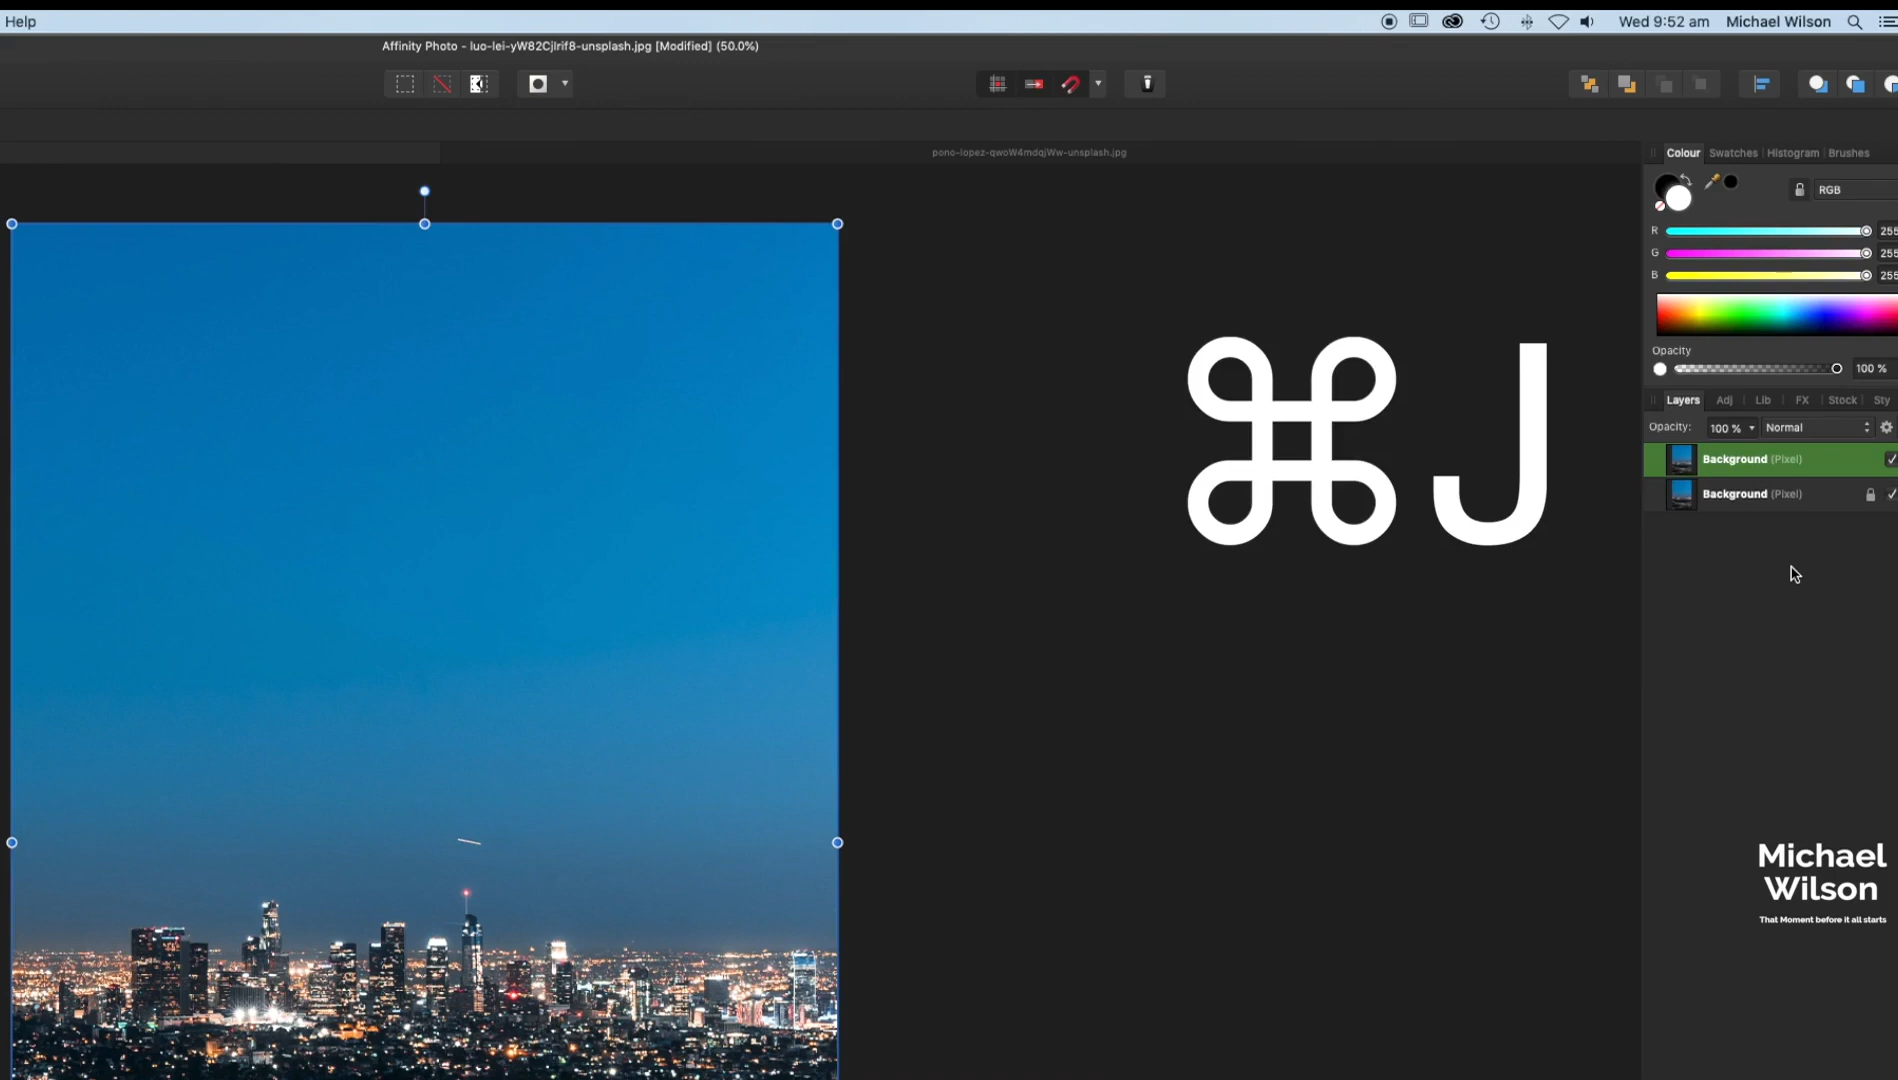 Help
Wed 9:52 am Michael Wilson
Affinity Photo - luo-lei-yW82CjIrif8-unsplash.jpg [Modified] (50.0%)
pono-lopez-qwoW4mdqjWw-unsplash.jpg
Colour Swatches Histogram Brushes
RGB
R 255
G 255
B 255
Opacity
100 %
Layers Adj Lib FX Stock Sty
Opacity: 100 % Normal
Background (Pixel)
Background (Pixel)
⌘ J
Michael
Wilson
That Moment before it all starts